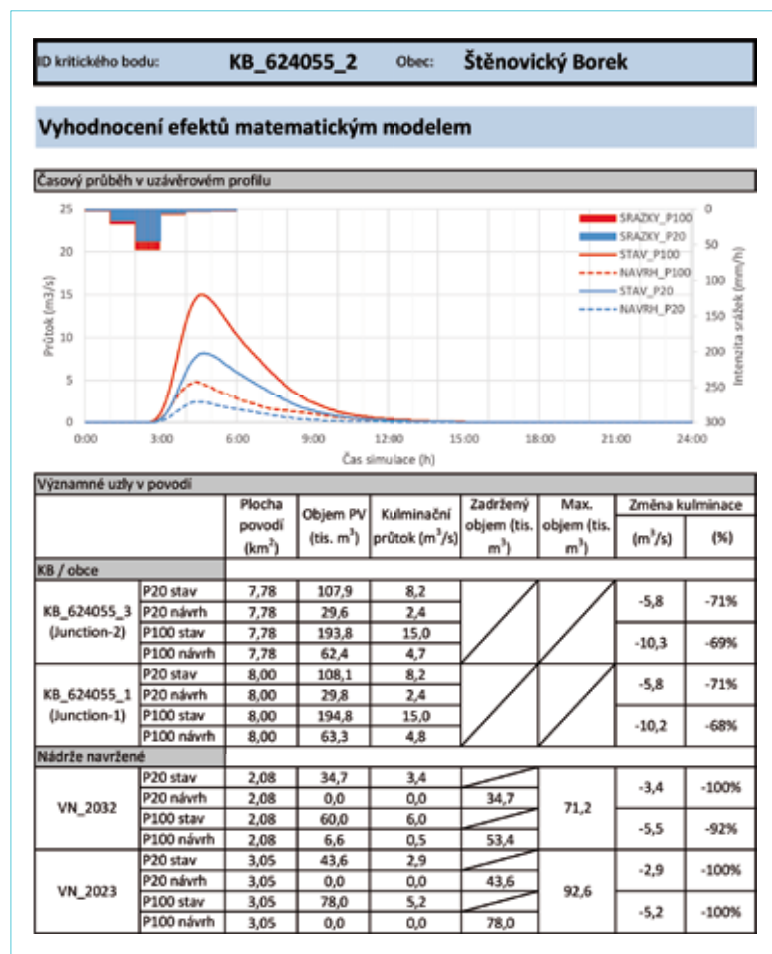 ID kritického bodu: KB_624055_2 Obec: Štěnovický Borek
Vyhodnocení efektů matematickým modelem
Časový průběh v uzávěrovém profilu
25
20
15
10
5
0
Průtok (m3/s)
0
50
100
150
200
250
300
Intenzita srážek (mm/h)
SRAZKY_P100
SRAZKY_P20
STAV_P100
NAVRH_P100
STAV_P20
NAVRH_P20
0:00 3:00 6:00 9:00 12:00 15:00 18:00 21:00 24:00
Čas simulace (h)
Významné uzly v povodí
Plocha povodí (km²) Objem PV (tis. m³) Kulminační průtok (m³/s) Zadržený objem (tis. m³) Max. objem (tis. m³) Změna kulminace
(m³/s) (%)
KB / obce
KB_624055_3 (Junction-2)
P20 stav 7,78 107,9 8,2 -5,8 -71%
P20 návrh 7,78 29,6 2,4
P100 stav 7,78 193,8 15,0 -10,3 -69%
P100 návrh 7,78 62,4 4,7
KB_624055_1 (Junction-1)
P20 stav 8,00 108,1 8,2 -5,8 -71%
P20 návrh 8,00 29,8 2,4
P100 stav 8,00 194,8 15,0 -10,2 -68%
P100 návrh 8,00 63,3 4,8
Nádrže navržené
VN_2032 71,2
P20 stav 2,08 34,7 3,4 -3,4 -100%
P20 návrh 2,08 0,0 0,0 34,7
P100 stav 2,08 60,0 6,0 -5,5 -92%
P100 návrh 2,08 6,6 0,5 53,4
VN_2023 92,6
P20 stav 3,05 43,6 2,9 -2,9 -100%
P20 návrh 3,05 0,0 0,0 43,6
P100 stav 3,05 78,0 5,2 -5,2 -100%
P100 návrh 3,05 0,0 0,0 78,0